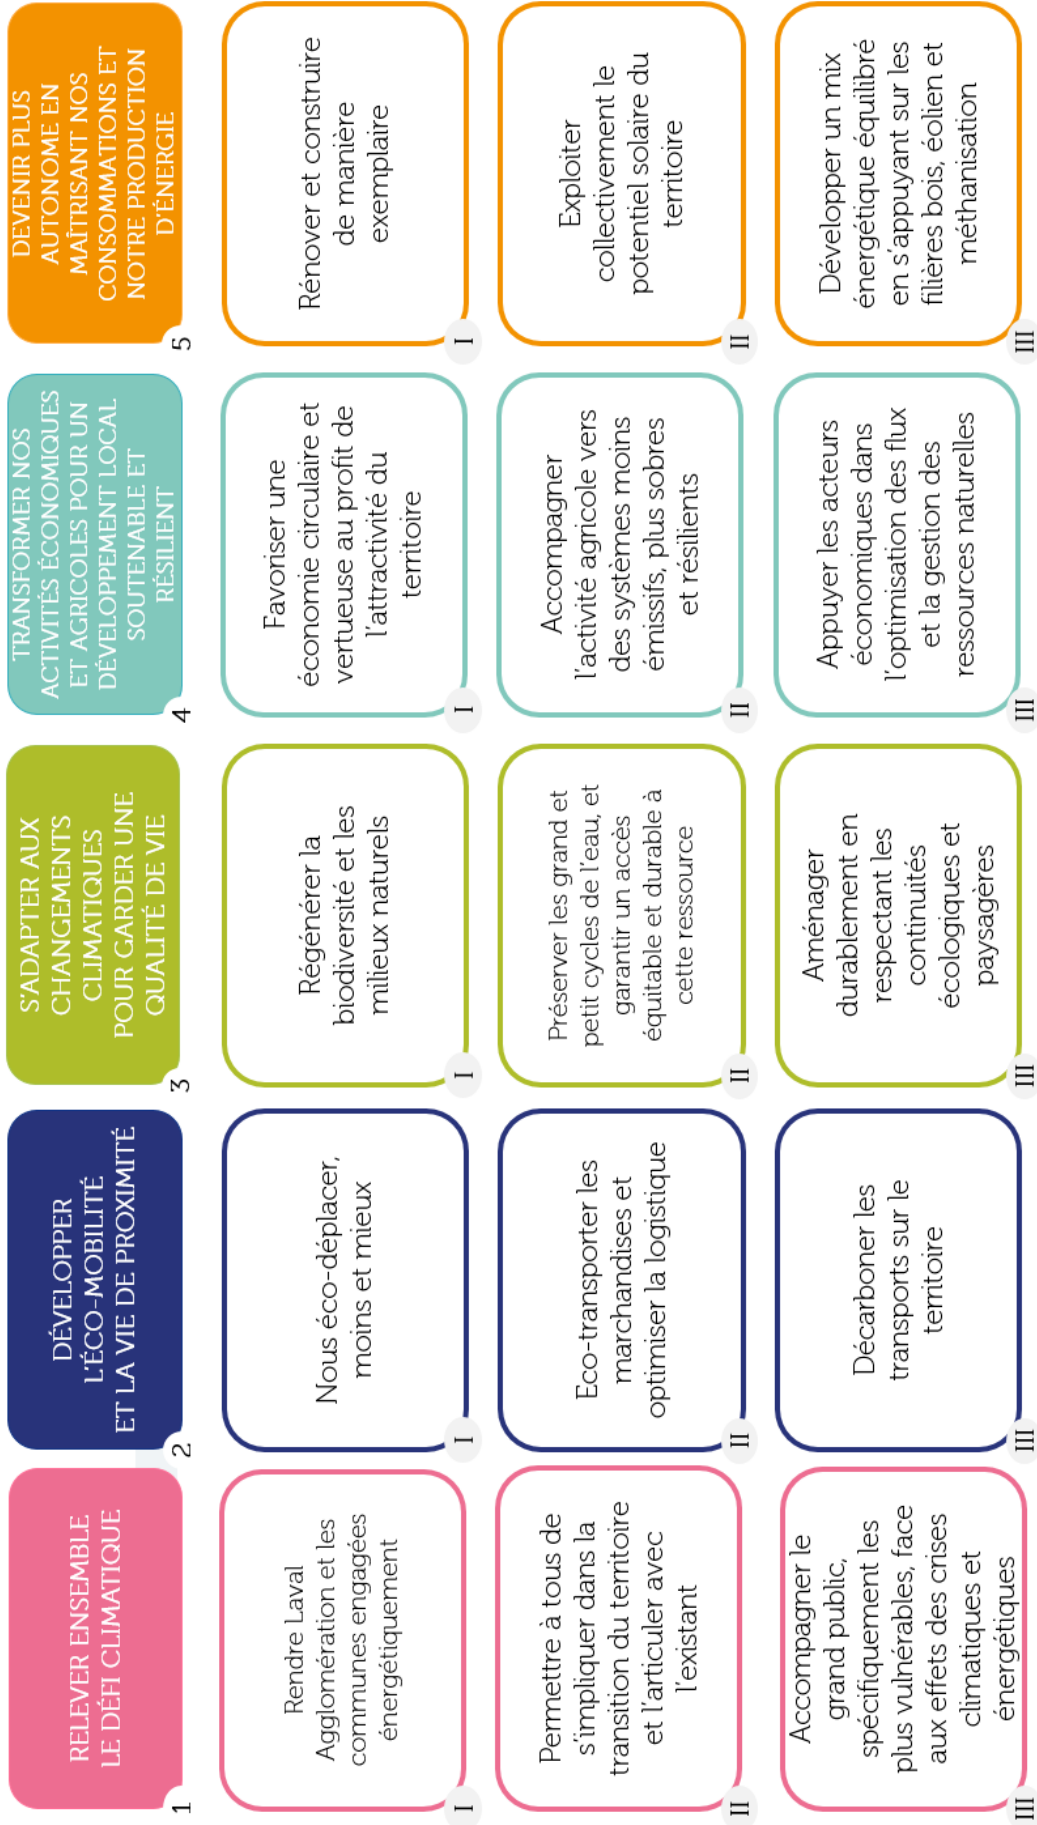 RELEVER ENSEMBLE
LE DÉFI CLIMATIQUE
1
Rendre Laval
Agglomération et les
communes engagées
énergétiquement
I
Permettre à tous de
s'impliquer dans la
transition du territoire
et l'articuler avec
l'existant
II
Accompagner le
grand public,
spécifiquement les
plus vulnérables, face
aux effets des crises
climatiques et
énergétiques
III
DÉVELOPPER
L'ÉCO-MOBILITÉ
ET LA VIE DE PROXIMITÉ
2
Nous éco-déplacer,
moins et mieux
I
Eco-transporter les
marchandises et
optimiser la logistique
II
Décarboner les
transports sur le
territoire
III
S'ADAPTER AUX
CHANGEMENTS
CLIMATIQUES
POUR GARDER UNE
QUALITÉ DE VIE
3
Régénérer la
biodiversité et les
milieux naturels
I
Préserver les grand et
petit cycles de l'eau, et
garantir un accès
équitable et durable à
cette ressource
II
Aménager
durablement en
respectant les
continuités
écologiques et
paysagères
III
TRANSFORMER NOS
ACTIVITÉS ÉCONOMIQUES
ET AGRICOLES POUR UN
DÉVELOPPEMENT LOCAL
SOUTENABLE ET
RÉSILIENT
4
Favoriser une
économie circulaire et
vertueuse au profit de
l'attractivité du
territoire
I
Accompagner
l'activité agricole vers
des systèmes moins
émissifs, plus sobres
et résilients
II
Appuyer les acteurs
économiques dans
l'optimisation des flux
et la gestion des
ressources naturelles
III
DEVENIR PLUS
AUTONOME EN
MAÎTRISANT NOS
CONSOMMATIONS ET
NOTRE PRODUCTION
D'ÉNERGIE
5
Rénover et construire
de manière
exemplaire
I
Exploiter
collectivement le
potentiel solaire du
territoire
II
Développer un mix
énergétique équilibré
en s'appuyant sur les
filières bois, éolien et
méthanisation
III